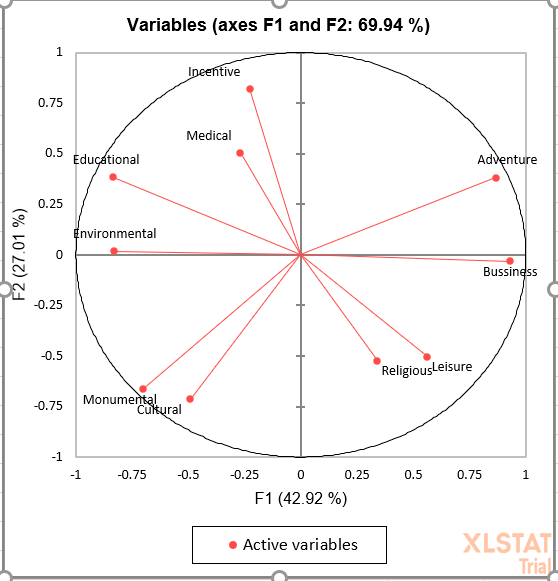 Variables (axes F1 and F2: 69.94 %)
1
Incentive
0.75
Medical
0.5
Educational
Adventure
0.25
Environmental
0
F2 (27.01 %)
Bussiness
-0.25
-0.5
Religious
Leisure
Monumental
-0.75
Cultural
-1
-1
-0.75
-0.5
-0.25
0
0.25
0.5
0.75
1
F1 (42.92 %)
Active variables
XLSTAT
Trial